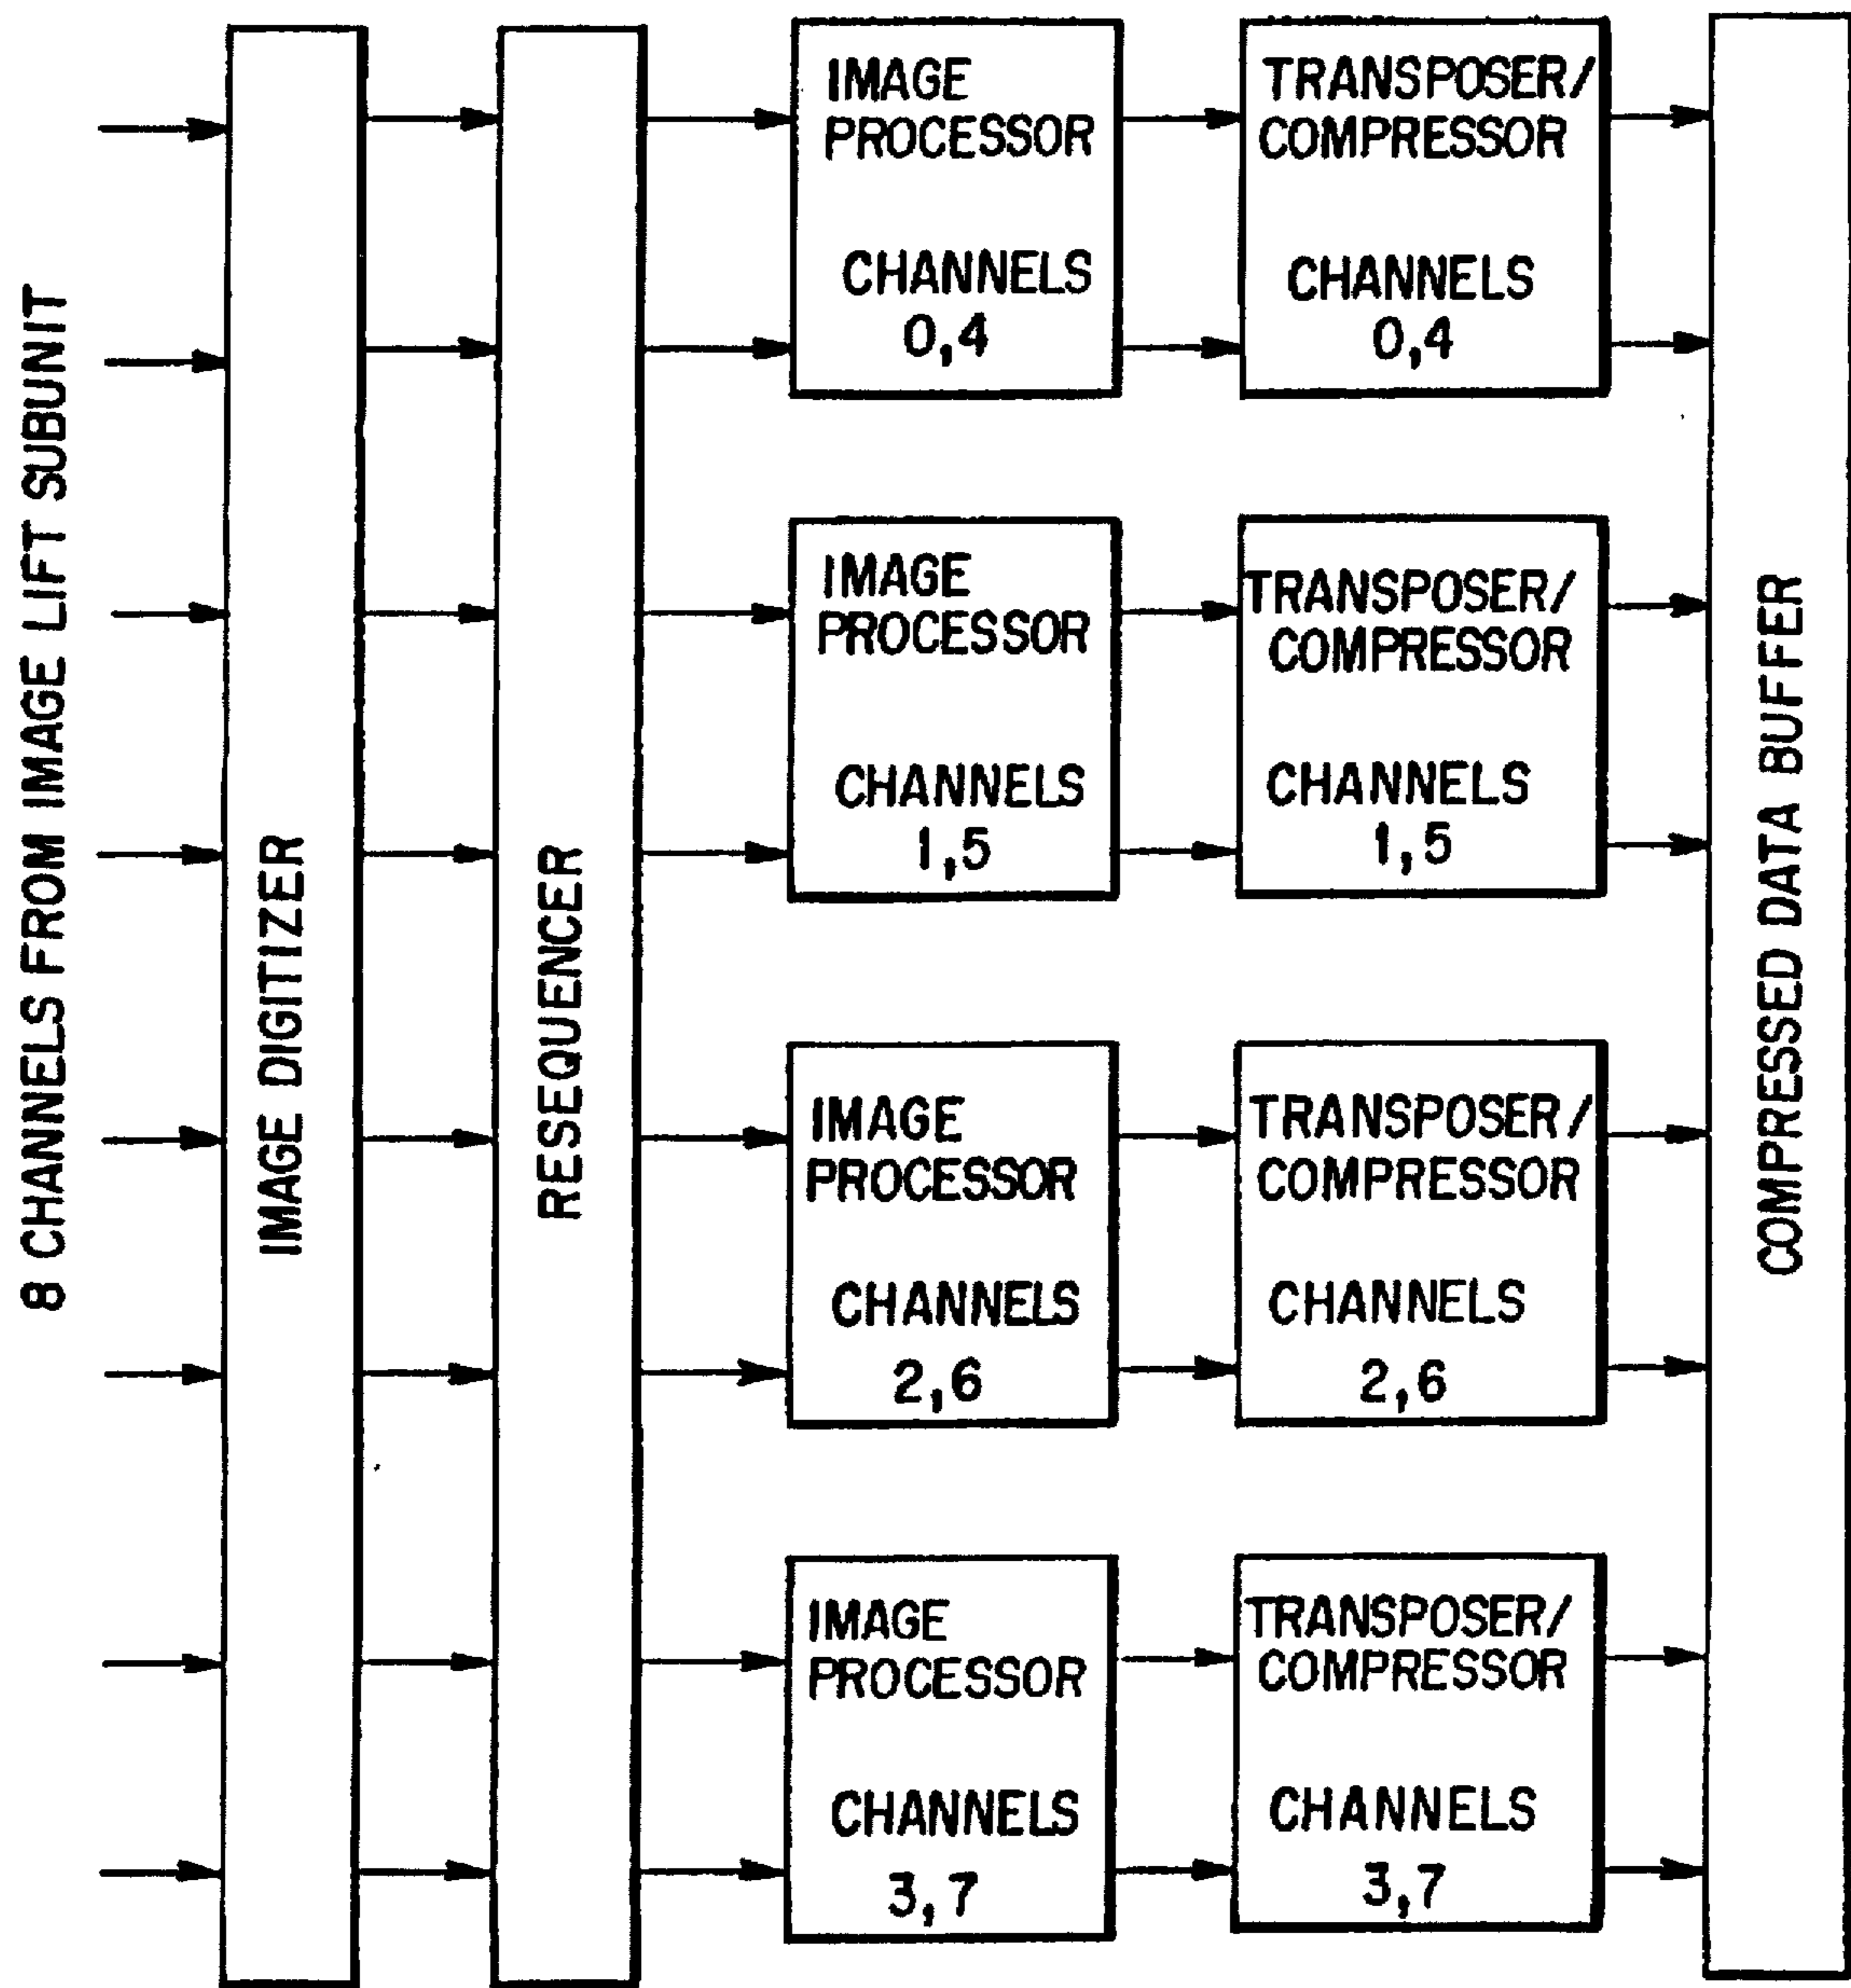 8 CHANNELS FROM IMAGE LIFT SUBUNIT
IMAGE DIGITIZER
RESEQUENCER
IMAGE
PROCESSOR
CHANNELS
0,4
TRANSPOSER/
COMPRESSOR
CHANNELS
0,4
IMAGE
PROCESSOR
CHANNELS
1,5
TRANSPOSER/
COMPRESSOR
CHANNELS
1,5
IMAGE
PROCESSOR
CHANNELS
2,6
TRANSPOSER/
COMPRESSOR
CHANNELS
2,6
IMAGE
PROCESSOR
CHANNELS
3,7
TRANSPOSER/
COMPRESSOR
CHANNELS
3,7
COMPRESSED DATA BUFFER